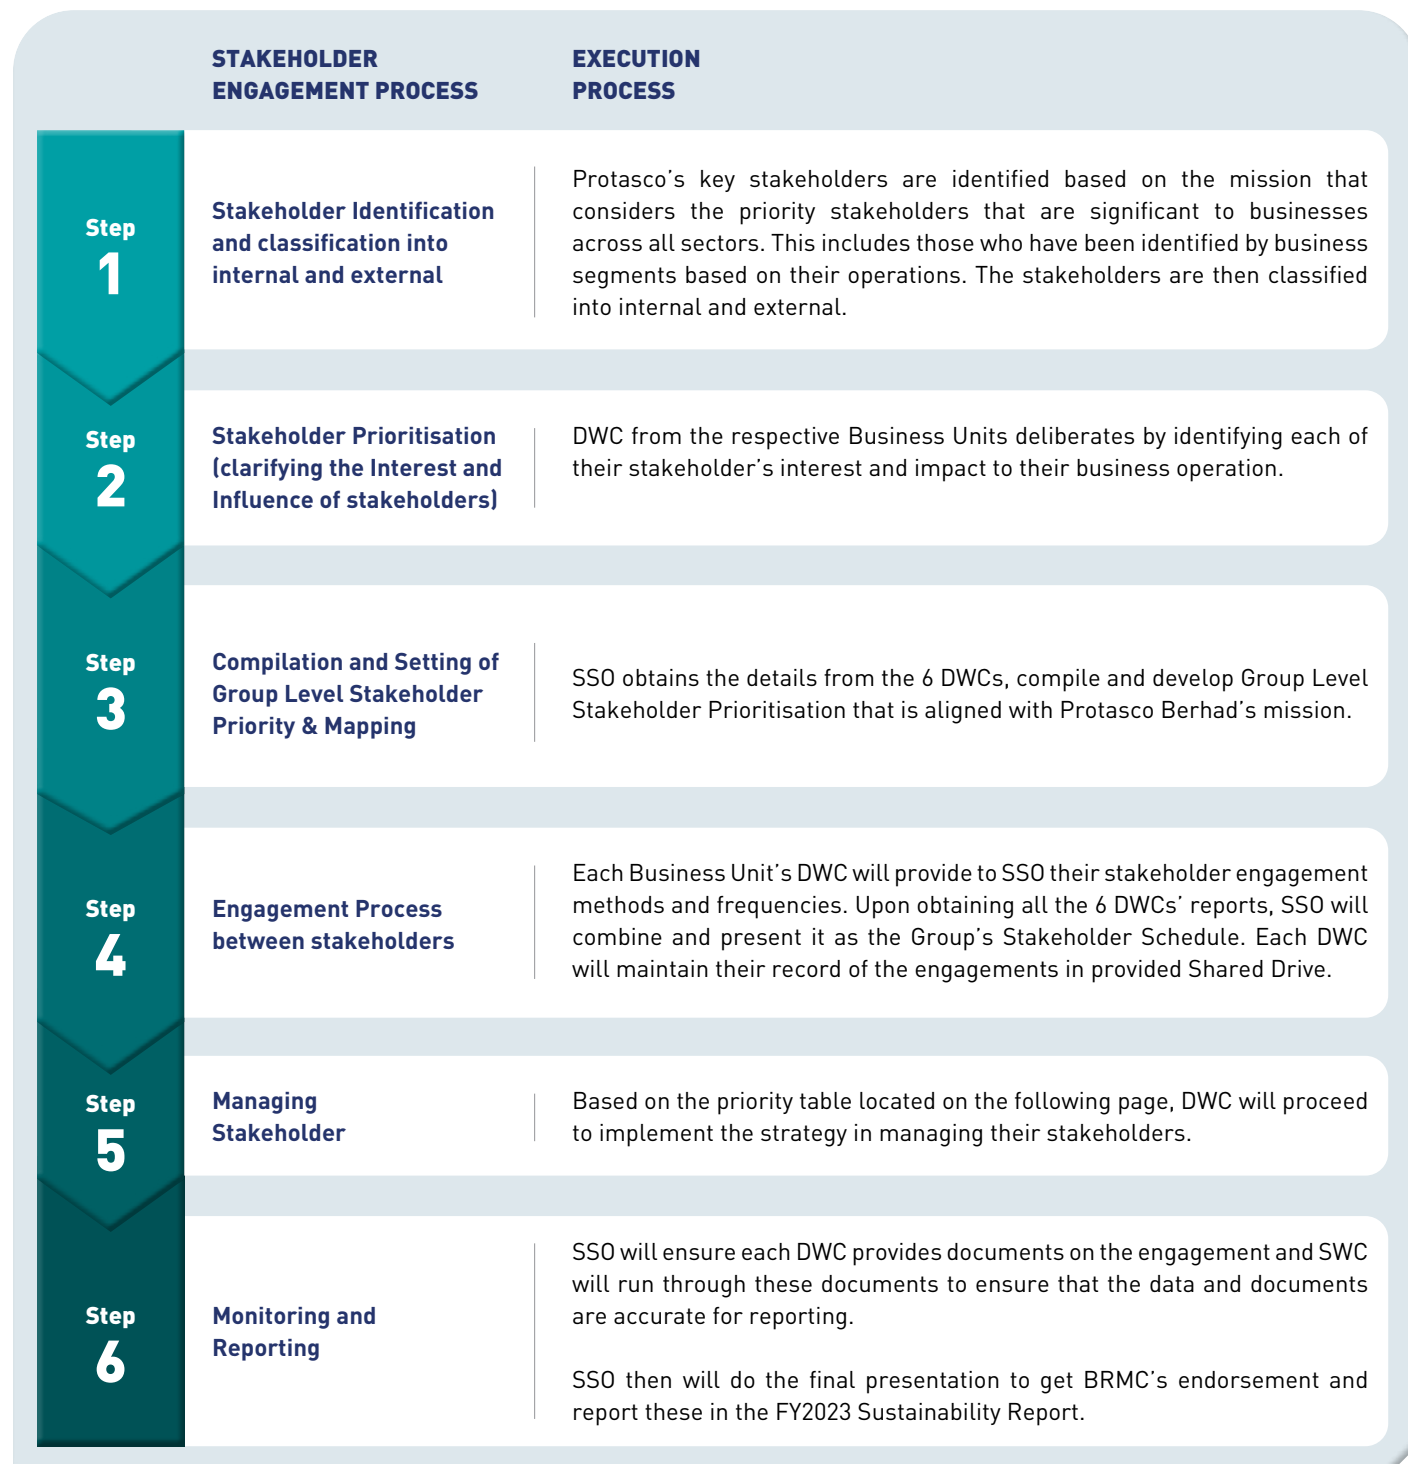 STAKEHOLDER
ENGAGEMENT PROCESS
EXECUTION
PROCESS
Step
1
Stakeholder Identification
and classification into
internal and external
Protasco’s key stakeholders are identified based on the mission that
considers the priority stakeholders that are significant to businesses
across all sectors. This includes those who have been identified by business
segments based on their operations. The stakeholders are then classified
into internal and external.
Step
2
Stakeholder Prioritisation
(clarifying the Interest and
Influence of stakeholders)
DWC from the respective Business Units deliberates by identifying each of
their stakeholder’s interest and impact to their business operation.
Step
3
Compilation and Setting of
Group Level Stakeholder
Priority & Mapping
SSO obtains the details from the 6 DWCs, compile and develop Group Level
Stakeholder Prioritisation that is aligned with Protasco Berhad’s mission.
Step
4
Engagement Process
between stakeholders
Each Business Unit’s DWC will provide to SSO their stakeholder engagement
methods and frequencies. Upon obtaining all the 6 DWCs’ reports, SSO will
combine and present it as the Group’s Stakeholder Schedule. Each DWC
will maintain their record of the engagements in provided Shared Drive.
Step
5
Managing
Stakeholder
Based on the priority table located on the following page, DWC will proceed
to implement the strategy in managing their stakeholders.
Step
6
Monitoring and
Reporting
SSO will ensure each DWC provides documents on the engagement and SWC
will run through these documents to ensure that the data and documents
are accurate for reporting.
SSO then will do the final presentation to get BRMC’s endorsement and
report these in the FY2023 Sustainability Report.